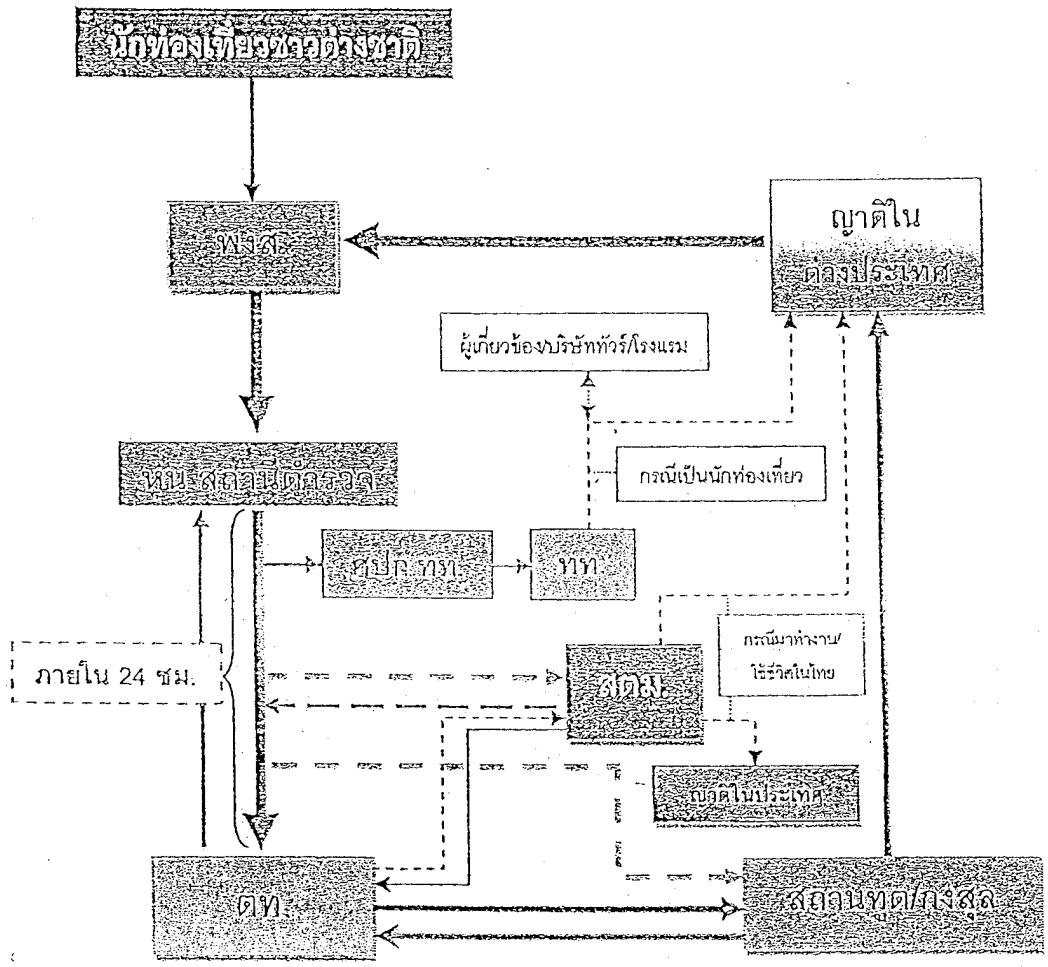 นักท่องเที่ยวชาวต่างชาติ
พงส.
ญาติใน
ต่างประเทศ
ผู้เกี่ยวข้อง/บริษัททัวร์/โรงแรม
หน.สถานีตำรวจ
กรณีเป็นนักท่องเที่ยว
ศปก.ทท.
ทท.
กรณีมาทำงาน/
ใช้ชีวิตในไทย
ภายใน 24 ชม.
สตม.
ญาติในประเทศ
ตท.
สถานทูต/กงสุล